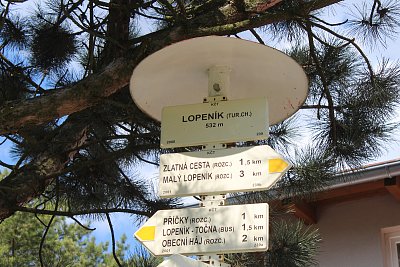 LOPENÍK (TUR.CH.)
532 m
ZLATNÁ CESTA (ROZC.) 1.5 km
MALÝ LOPENÍK (ROZC.) 3 km
PŘÍČKY (ROZC.) 1 km
LOPENÍK - TOČNA (BUS) 1.5 km
OBECNÍ HÁJ (ROZC.) 2 km